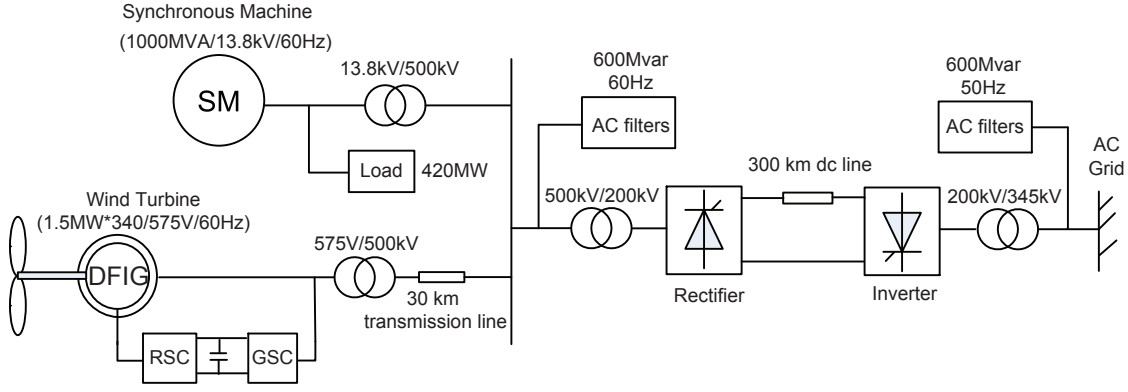 Synchronous Machine
(1000MVA/13.8kV/60Hz)
SM
13.8kV/500kV
Load
420MW
Wind Turbine
(1.5MW*340/575V/60Hz)
DFIG
575V/500kV
30 km
transmission line
RSC
GSC
600Mvar
60Hz
AC filters
500kV/200kV
Rectifier
300 km dc line
Inverter
600Mvar
50Hz
AC filters
200kV/345kV
AC
Grid